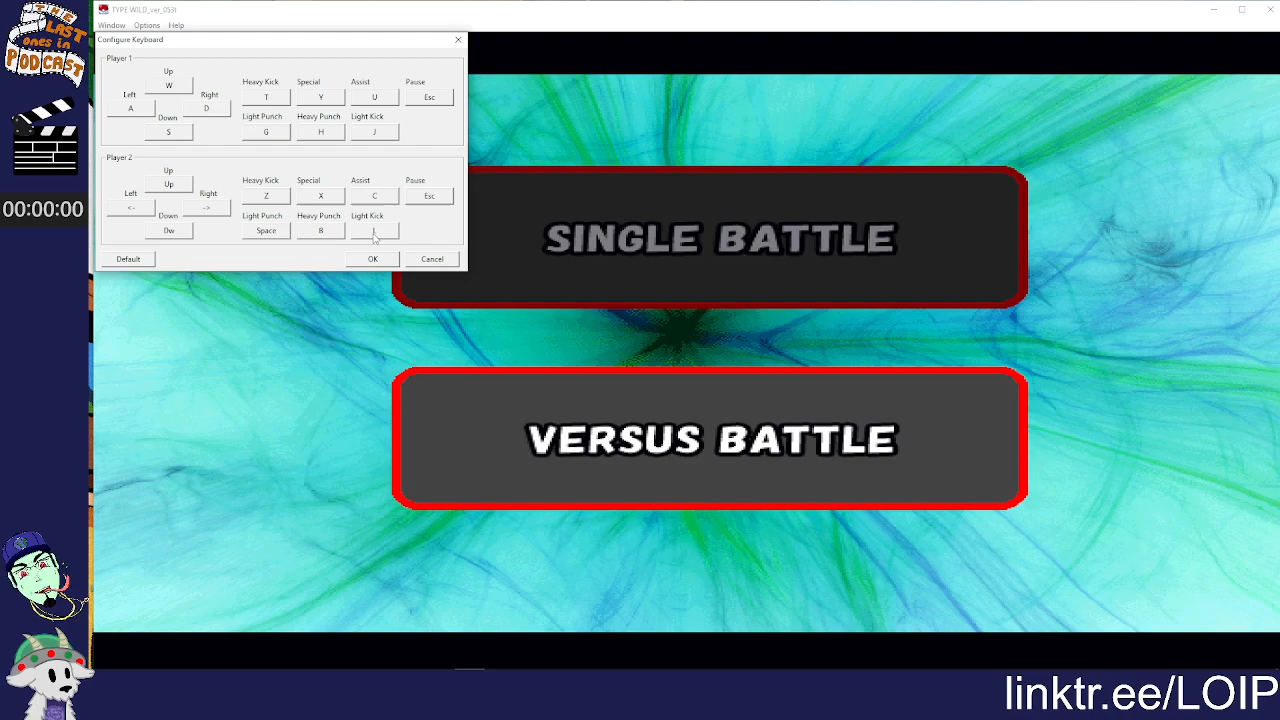 THE
LAST
ones in
PODCAST
00:00:00
TYPE WILD_ver_053t
Window Options Help
Configure Keyboard
Player 1
Up
W
Left
A
Right
D
Down
S
Heavy Kick Special Assist Pause
T Y U Esc
Light Punch Heavy Punch Light Kick
G H J
Player 2
Up
Up
Left
<-
Right
->
Down
Dw
Heavy Kick Special Assist Pause
Z X C Esc
Light Punch Heavy Punch Light Kick
Space B
Default OK Cancel
SINGLE BATTLE
VERSUS BATTLE
linktr.ee/LOIP